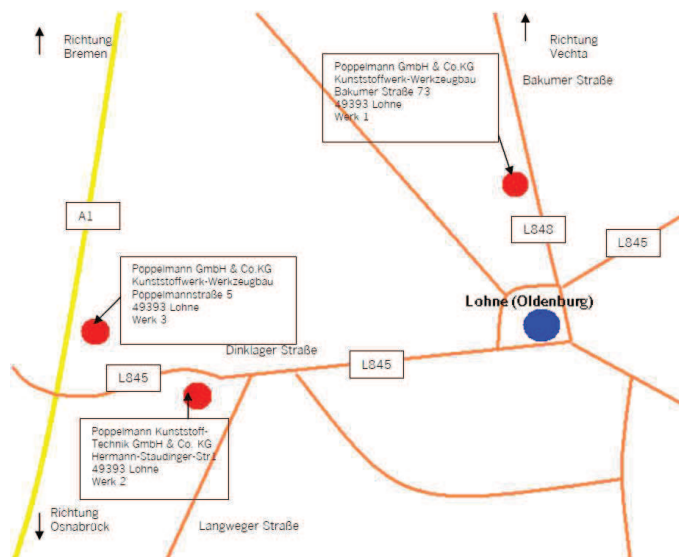 Richtung
Bremen
Richtung
Vechta
Bakumer Straße
Poppelmann GmbH & Co.KG
Kunststoffwerk-Werkzeugbau
Bakumer Straße 73
49393 Lohne
Werk 1
A1
L848
L845
Poppelmann GmbH & Co.KG
Kunststoffwerk-Werkzeugbau
Poppelmannstraße 5
49393 Lohne
Werk 3
Lohne (Oldenburg)
Dinklager Straße
L845
L845
Poppelmann Kunststoff-
Technik GmbH & Co. KG
Hermann-Staudinger-Str1
49393 Lohne
Werk 2
Richtung
Osnabrück
Langweger Straße